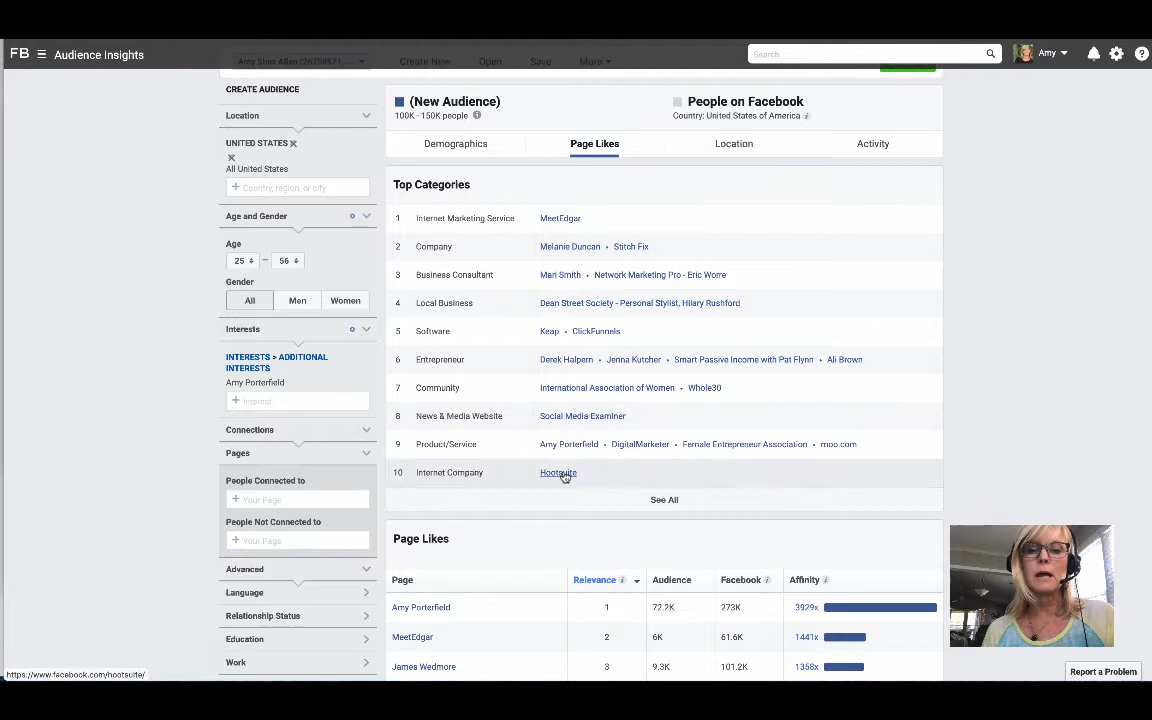 FB ☰ Audience Insights
Search
Amy
Amy Starr Allen (26756571,...
Create New Open Save More
CREATE AUDIENCE
Location
UNITED STATES
All United States
+ Country, region, or city
Age and Gender
Age
25 – 56
Gender
All Men Women
Interests
INTERESTS > ADDITIONAL
INTERESTS
Amy Porterfield
+ Interest
Connections
Pages
People Connected to
+ Your Page
People Not Connected to
+ Your Page
Advanced
Language
Relationship Status
Education
Work
(New Audience)
100K - 150K people
People on Facebook
Country: United States of America
Demographics Page Likes Location Activity
Top Categories
1 Internet Marketing Service MeetEdgar
2 Company Melanie Duncan • Stitch Fix
3 Business Consultant Mari Smith • Network Marketing Pro - Eric Worre
4 Local Business Dean Street Society - Personal Stylist, Hilary Rushford
5 Software Keap • ClickFunnels
6 Entrepreneur Derek Halpern • Jenna Kutcher • Smart Passive Income with Pat Flynn • Ali Brown
7 Community International Association of Women • Whole30
8 News & Media Website Social Media Examiner
9 Product/Service Amy Porterfield • DigitalMarketer • Female Entrepreneur Association • moo.com
10 Internet Company Hootsuite
See All
Page Likes
Page Relevance Audience Facebook Affinity
Amy Porterfield 1 72.2K 273K 3929x
MeetEdgar 2 6K 61.6K 1441x
James Wedmore 3 9.3K 101.2K 1358x
https://www.facebook.com/hootsuite/
Report a Problem